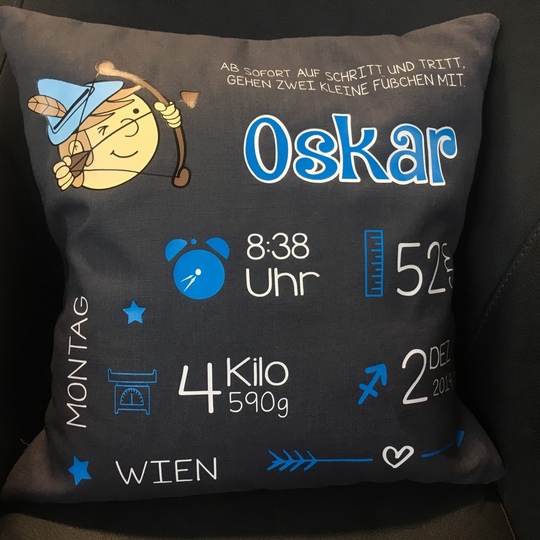 AB SOFORT AUF SCHRITT UND TRITT,
GEHEN ZWEI KLEINE FÜßCHEN MIT.
Oskar
8:38
Uhr
52
MONTAG
4 Kilo
590g
2 DEZ
WIEN